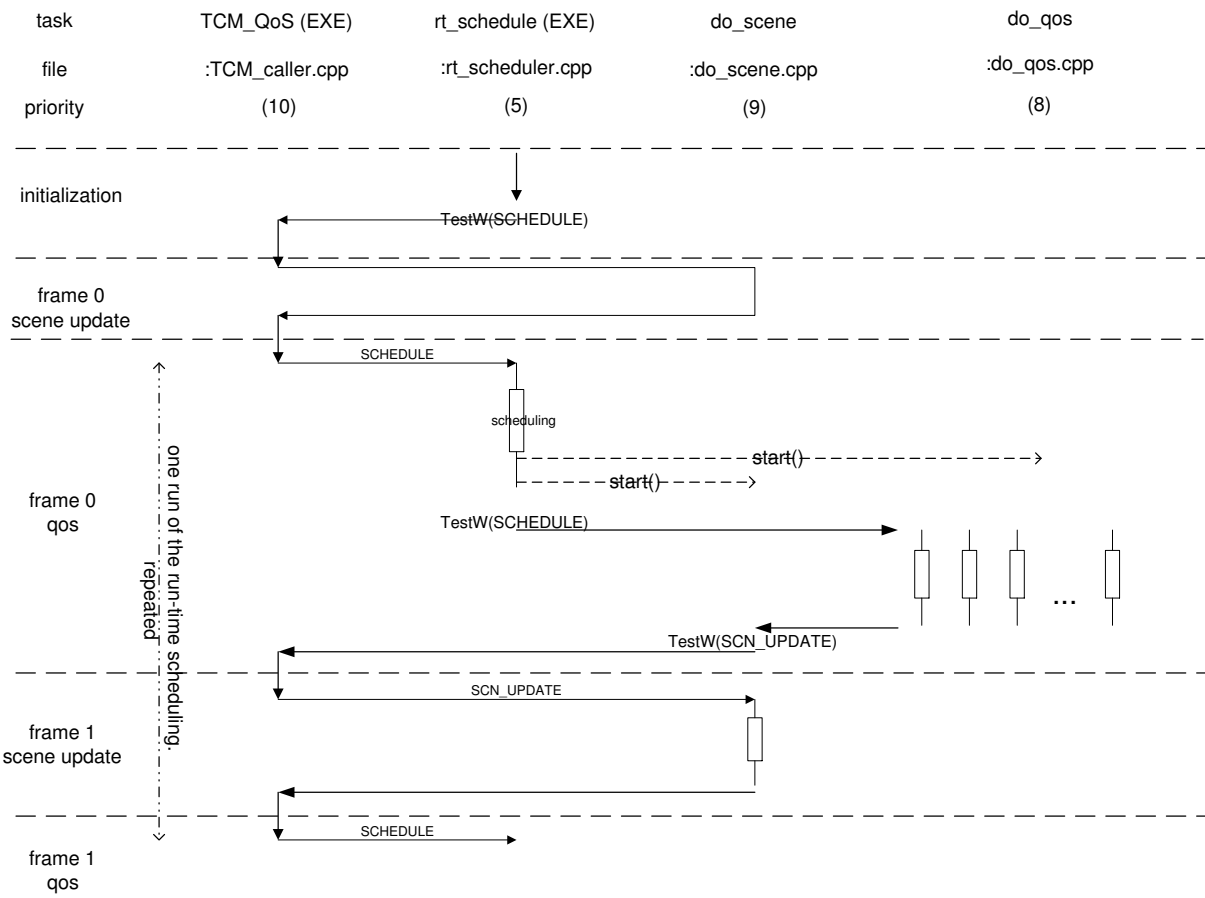 task TCM_QoS (EXE) rt_schedule (EXE) do_scene do_qos
file :TCM_caller.cpp :rt_scheduler.cpp :do_scene.cpp :do_qos.cpp
priority (10) (5) (9) (8)
initialization
TestW(SCHEDULE)
frame 0
scene update
SCHEDULE
scheduling
start()
start()
one run of the run-time scheduling.
repeated
frame 0
qos
TestW(SCHEDULE)
...
TestW(SCN_UPDATE)
SCN_UPDATE
frame 1
scene update
SCHEDULE
frame 1
qos